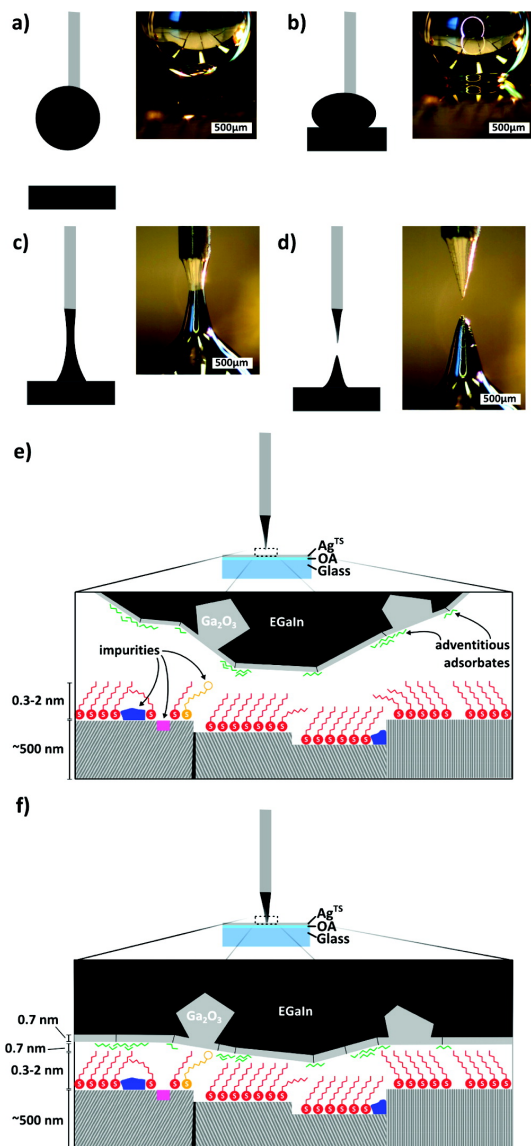 a)
500μm
b)
500μm
c)
500μm
d)
500μm
e)
Ag^TS
OA
Glass
Ga₂O₃
EGaIn
impurities
adventitious
adsorbates
0.3-2 nm
S S S S S S S S S S S S S S S S S S S S S S
~500 nm
f)
Ag^TS
OA
Glass
Ga₂O₃
EGaIn
0.7 nm
0.7 nm
0.3-2 nm
S S S S S S S S S S S S S S S S S S S S S S
~500 nm